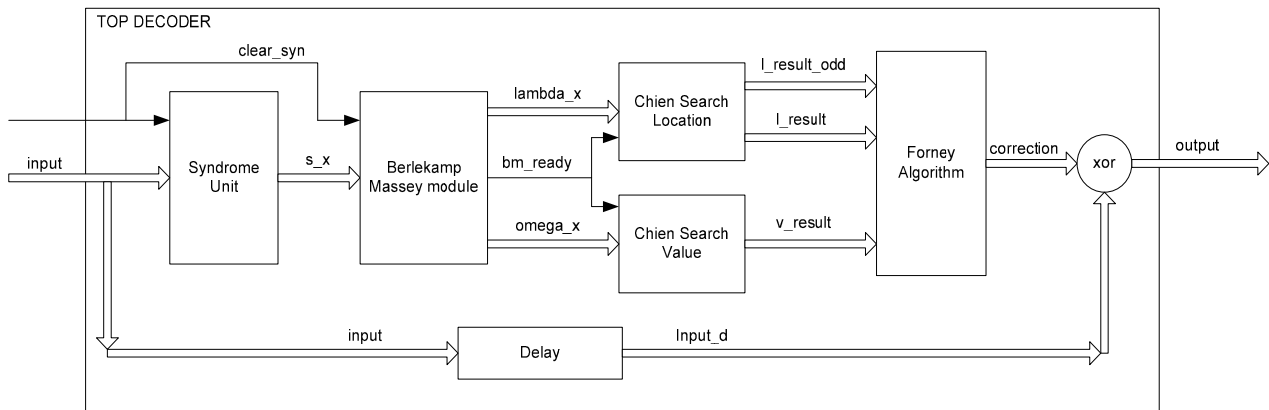 TOP DECODER
clear_syn
input
Syndrome
Unit
s_x
Berlekamp
Massey module
lambda_x
bm_ready
omega_x
Chien Search
Location
Chien Search
Value
l_result_odd
l_result
v_result
Forney
Algorithm
correction
xor
output
input
Delay
Input_d